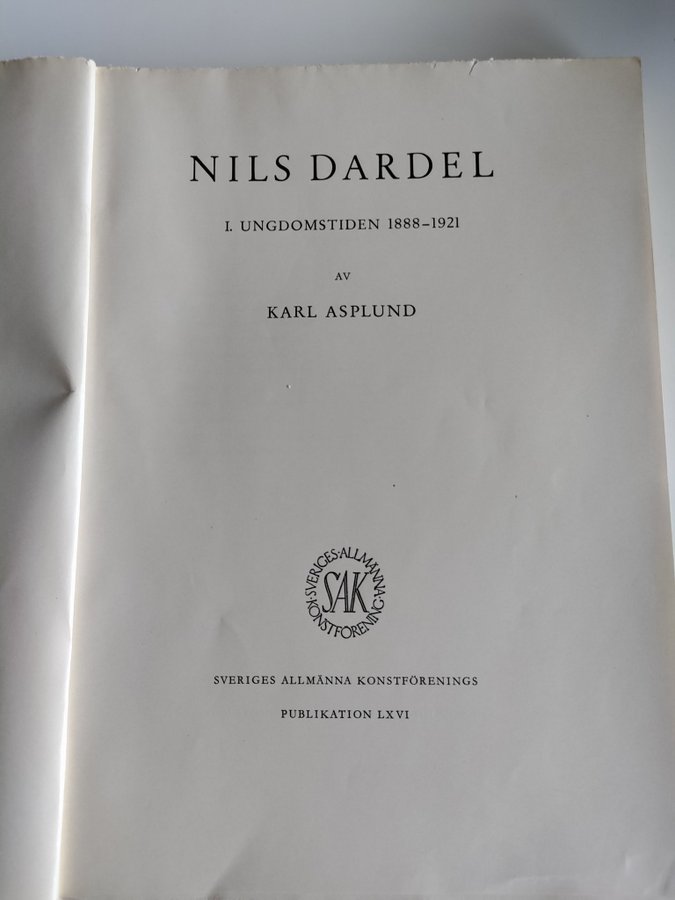 NILS DARDEL
I. UNGDOMSTIDEN 1888–1921
AV
KARL ASPLUND
·SVERIGES·ALLMÄNNA·KONSTFÖRENING
SAK
SVERIGES ALLMÄNNA KONSTFÖRENINGS
PUBLIKATION LXVI